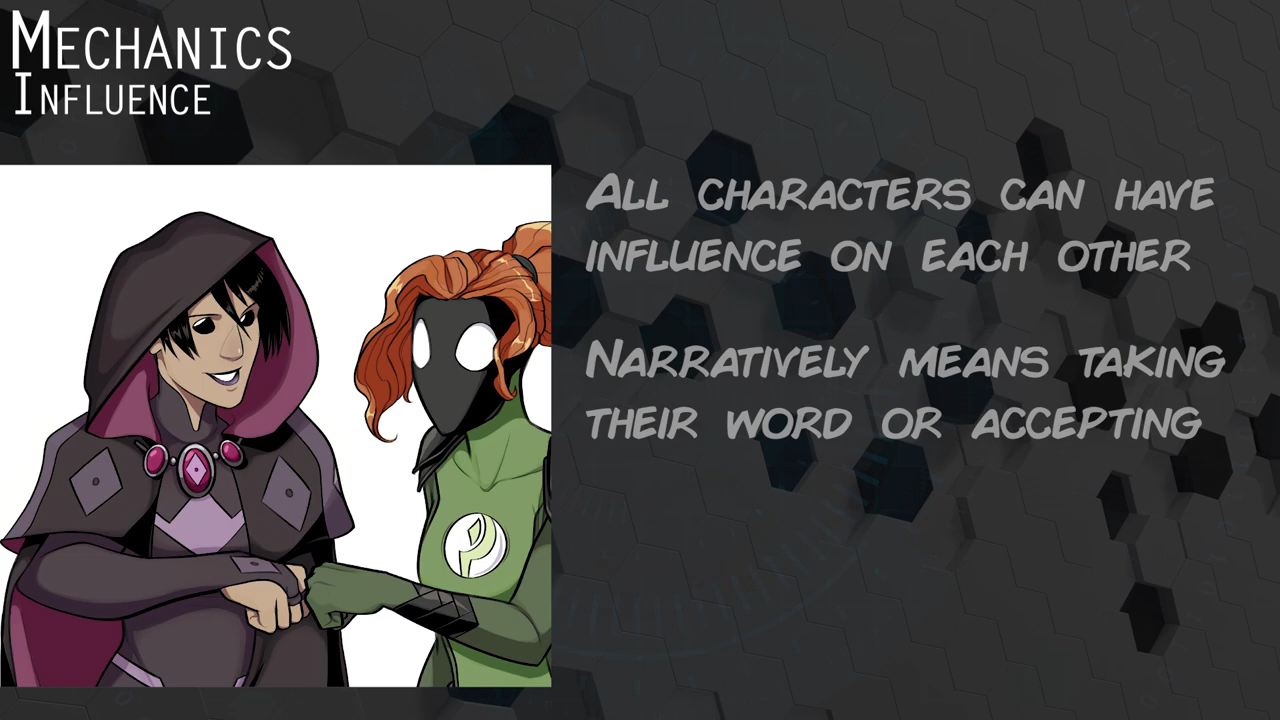 Mechanics
Influence
All characters can have
influence on each other
Narratively means taking
their word or accepting